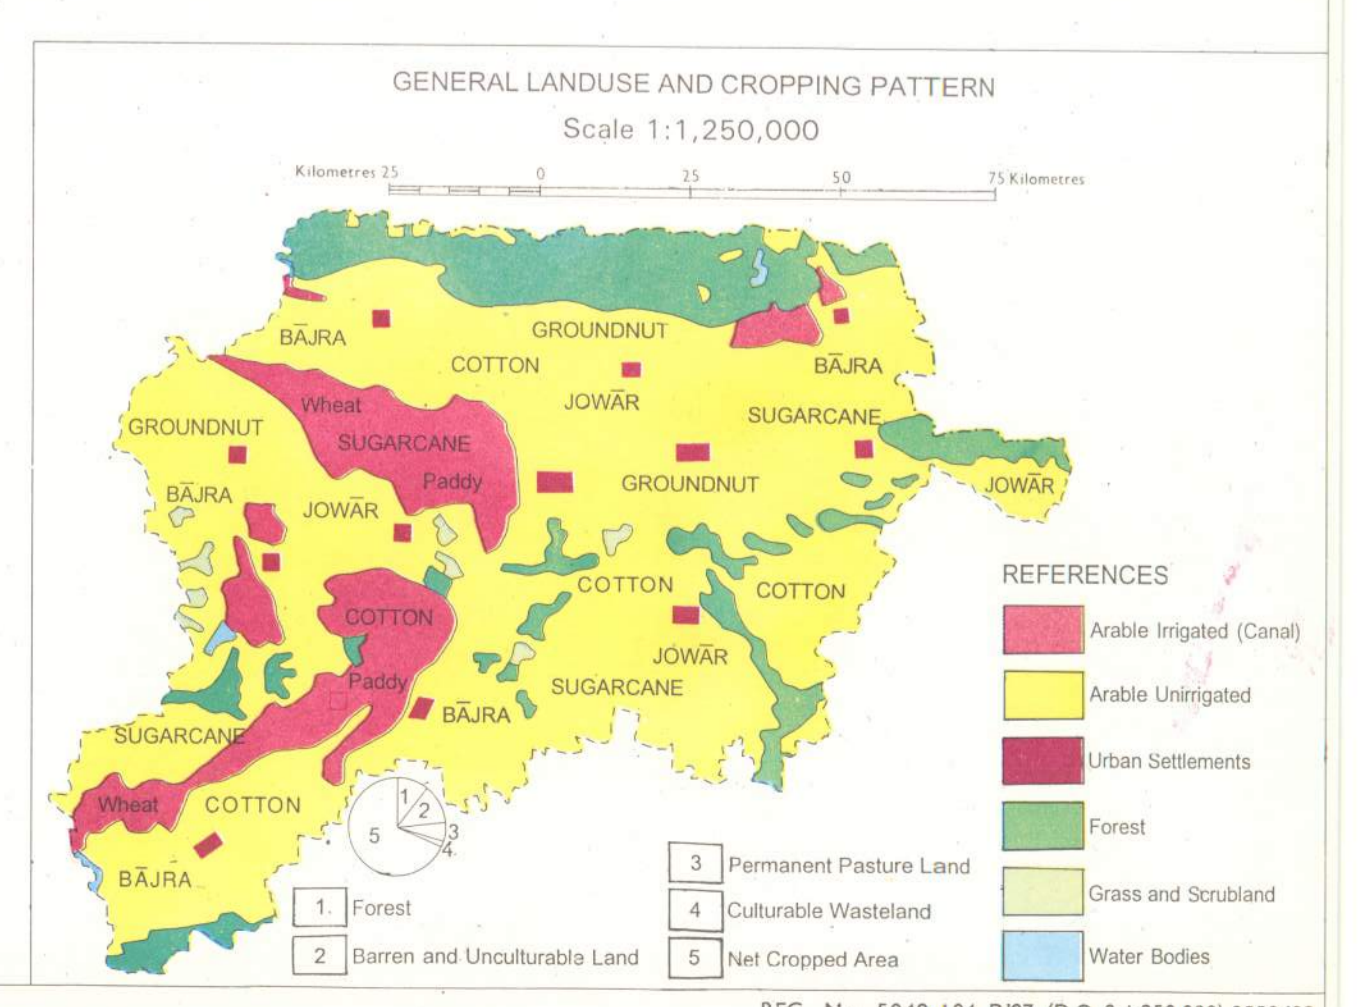 GENERAL LANDUSE AND CROPPING PATTERN
Scale 1:1,250,000
Kilometres 25 0 25 50 75 Kilometres
BĀJRA
GROUNDNUT
COTTON
BĀJRA
JOWĀR
Wheat
SUGARCANE
GROUNDNUT
SUGARCANE
Paddy
GROUNDNUT
JOWĀR
BĀJRA
JOWĀR
COTTON
COTTON
COTTON
JOWĀR
Paddy
SUGARCANE
BĀJRA
SUGARCANE
Wheat
COTTON
BĀJRA
REFERENCES
Arable Irrigated (Canal)
Arable Unirrigated
Urban Settlements
Forest
Grass and Scrubland
Water Bodies
1
2
3
4
5
1. Forest
2 Barren and Unculturable Land
3 Permanent Pasture Land
4 Culturable Wasteland
5 Net Cropped Area